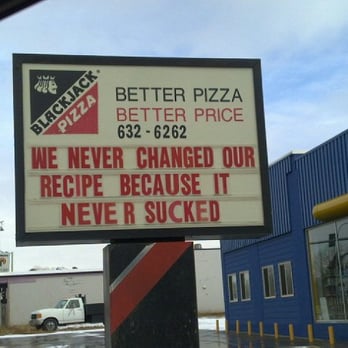 BLACKJACK
PIZZA
BETTER PIZZA
BETTER PRICE
632-6262
WE NEVER CHANGED OUR
RECIPE BECAUSE IT
NEVER SUCKED